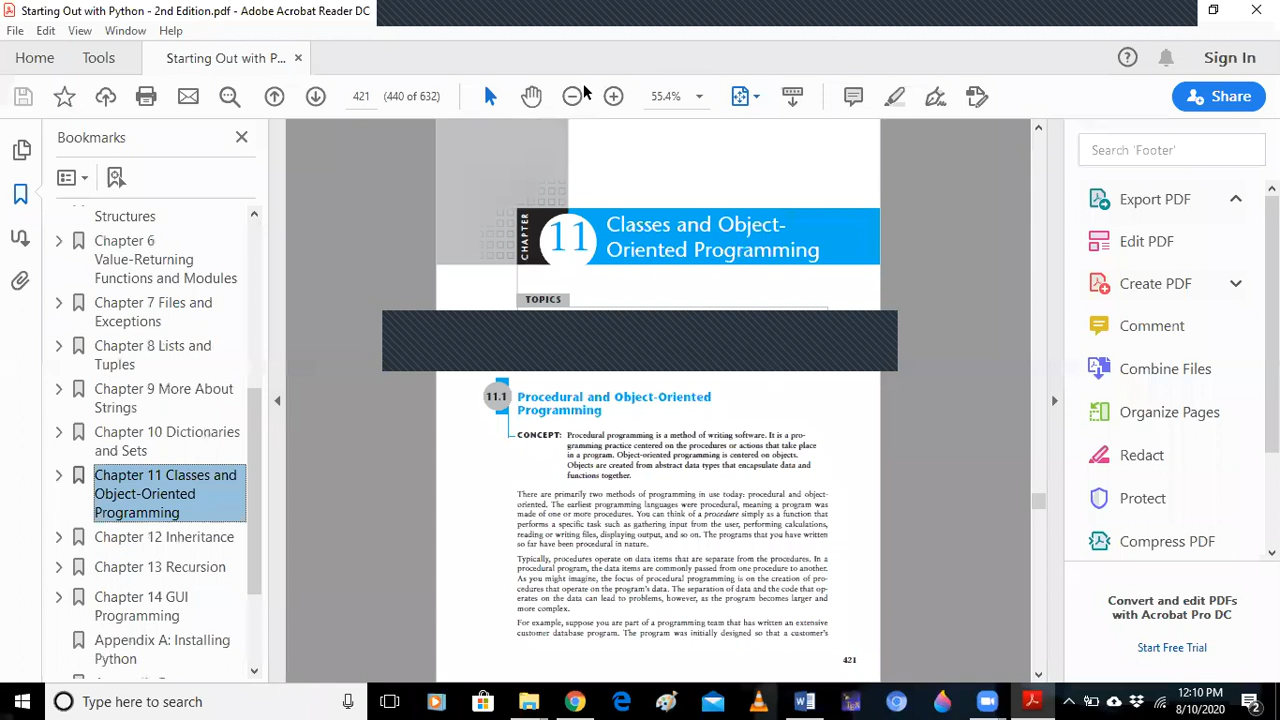 Starting Out with Python - 2nd Edition.pdf - Adobe Acrobat Reader DC
File Edit View Window Help
Home Tools Starting Out with P... Sign In
421 (440 of 632) 55.4% Share
Bookmarks
Structures
Chapter 6
Value-Returning
Functions and Modules
Chapter 7 Files and
Exceptions
Chapter 8 Lists and
Tuples
Chapter 9 More About
Strings
Chapter 10 Dictionaries
and Sets
Chapter 11 Classes and
Object-Oriented
Programming
Chapter 12 Inheritance
Chapter 13 Recursion
Chapter 14 GUI
Programming
Appendix A: Installing
Python
CHAPTER
11
Classes and Object-
Oriented Programming
TOPICS
11.1 Procedural and Object-Oriented
Programming
CONCEPT: Procedural programming is a method of writing software. It is a pro-
gramming practice centered on the procedures or actions that take place
in a program. Object-oriented programming is centered on objects.
Objects are created from abstract data types that encapsulate data and
functions together.
There are primarily two methods of programming in use today: procedural and object-
oriented. The earliest programming languages were procedural, meaning a program was
made of one or more procedures. You can think of a procedure simply as a function that
performs a specific task such as gathering input from the user, performing calculations,
reading or writing files, displaying output, and so on. The programs that you have written
so far have been procedural in nature.
Typically, procedures operate on data items that are separate from the procedures. In a
procedural program, the data items are commonly passed from one procedure to another.
As you might imagine, the focus of procedural programming is on the creation of pro-
cedures that operate on the program's data. The separation of data and the code that op-
erates on the data can lead to problems, however, as the program becomes larger and
more complex.
For example, suppose you are part of a programming team that has written an extensive
customer database program. The program was initially designed so that a customer's
421
Search 'Footer'
Export PDF
Edit PDF
Create PDF
Comment
Combine Files
Organize Pages
Redact
Protect
Compress PDF
Convert and edit PDFs
with Acrobat Pro DC
Start Free Trial
Type here to search
12:10 PM
8/10/2020
2